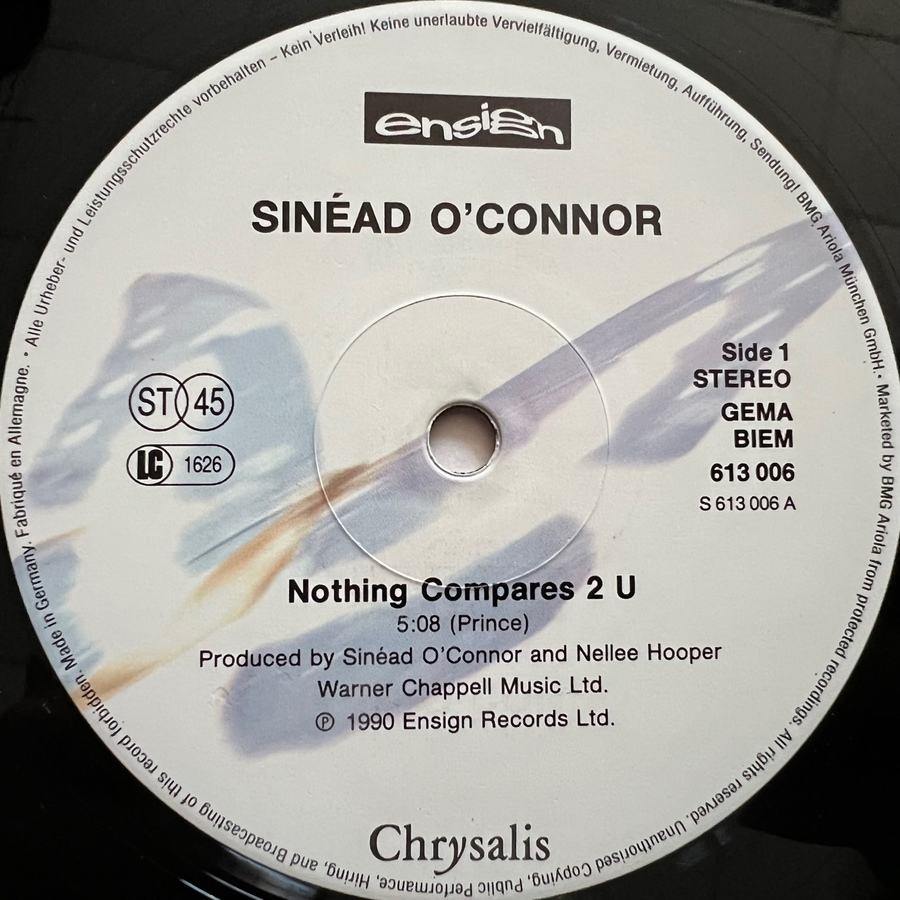 Alle Urheber- und Leistungsschutzrechte vorbehalten – Kein Verleih! Keine unerlaubte Vervielfältigung, Vermietung, Aufführung, Sendung! BMG Ariola München GmbH. • Marketed by BMG Ariola from protected recordings. All rights reserved. Unauthorised Copying, Public Performance, Hiring, and Broadcasting of this record forbidden. Made in Germany. Fabriqué en Allemagne. •
ensign
SINÉAD O'CONNOR
Side 1
STEREO
ST 45
GEMA
BIEM
LC 1626
613 006
S 613 006 A
Nothing Compares 2 U
5:08 (Prince)
Produced by Sinéad O'Connor and Nellee Hooper
Warner Chappell Music Ltd.
℗ 1990 Ensign Records Ltd.
Chrysalis